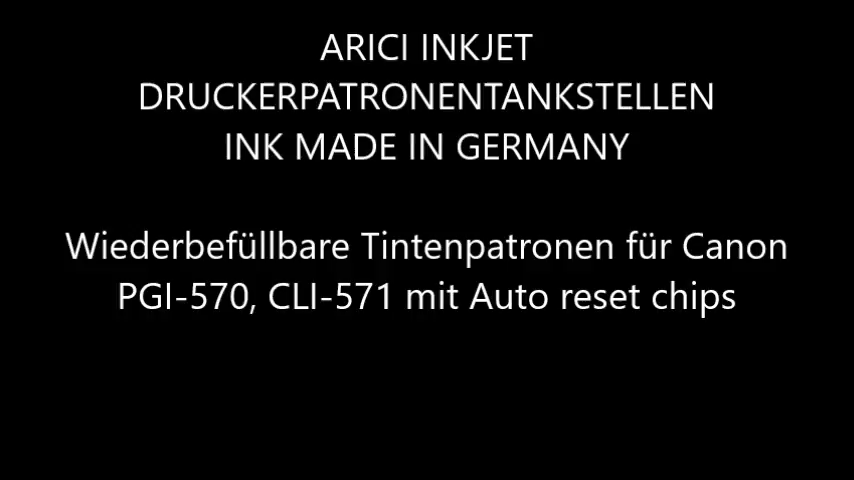 ARICI INKJET
DRUCKERPATRONENTANKSTELLEN
INK MADE IN GERMANY
Wiederbefüllbare Tintenpatronen für Canon
PGI-570, CLI-571 mit Auto reset chips